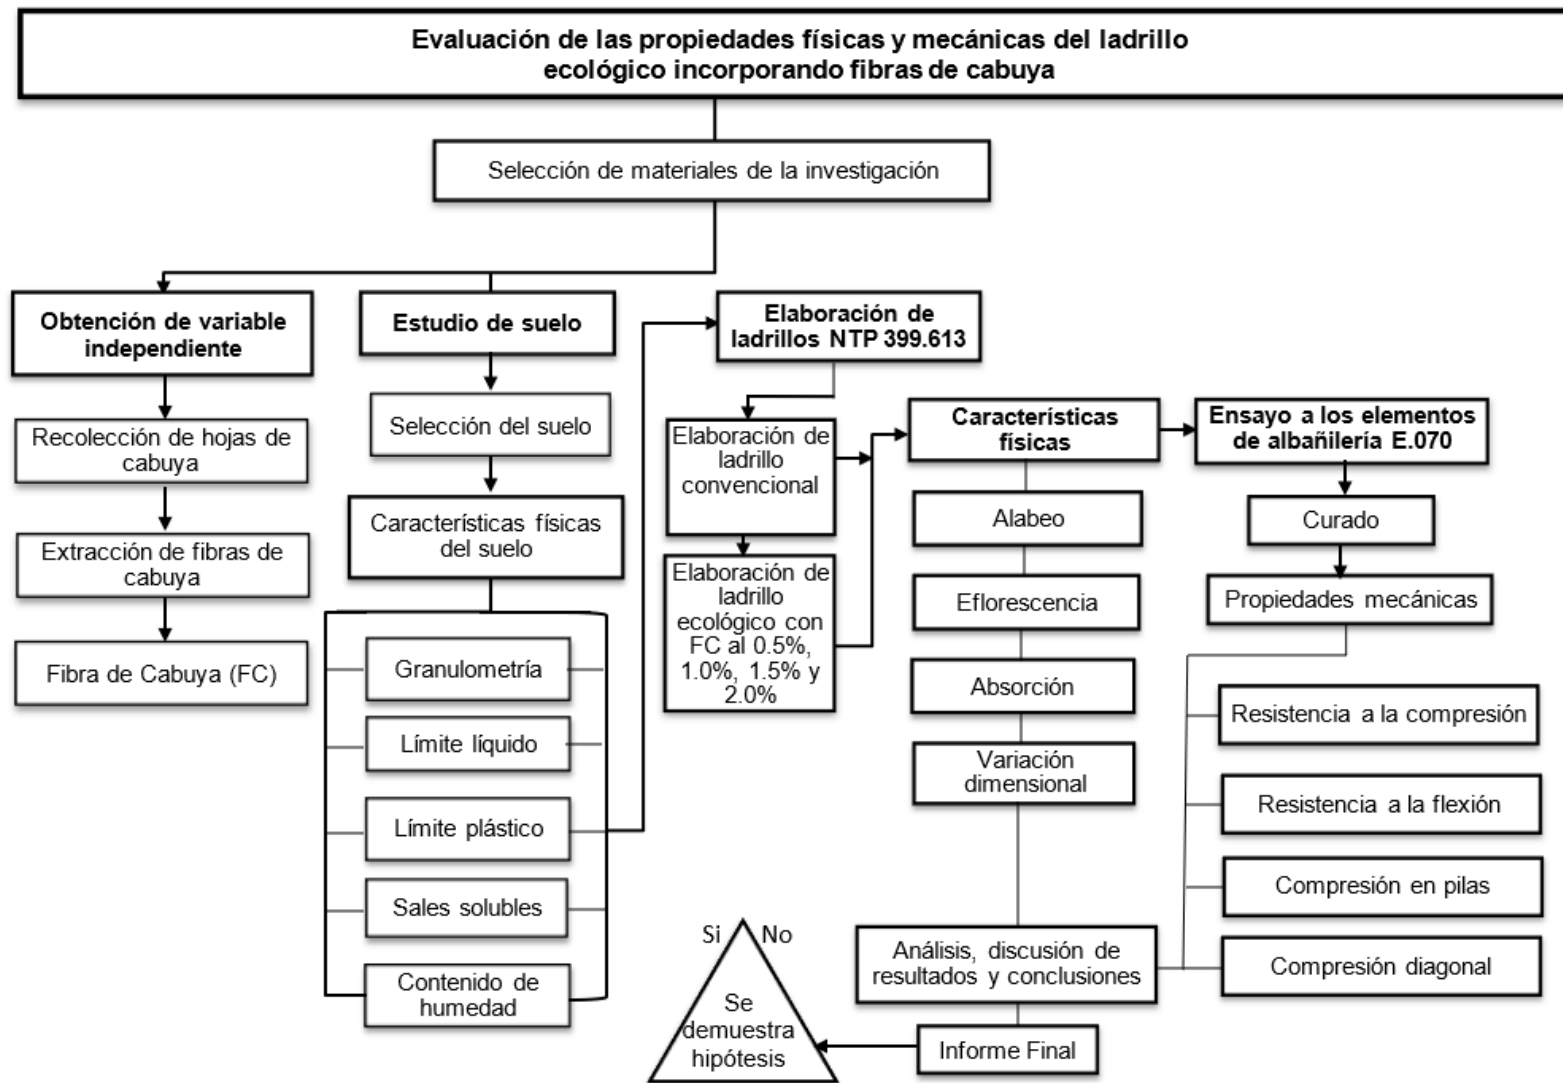 Evaluación de las propiedades físicas y mecánicas del ladrillo
ecológico incorporando fibras de cabuya
Selección de materiales de la investigación
Obtención de variable
independiente
Recolección de hojas de
cabuya
Extracción de fibras de
cabuya
Fibra de Cabuya (FC)
Estudio de suelo
Selección del suelo
Características físicas
del suelo
Granulometría
Límite líquido
Límite plástico
Sales solubles
Contenido de
humedad
Elaboración de
ladrillos NTP 399.613
Elaboración de
ladrillo
convencional
Elaboración de
ladrillo
ecológico con
FC al 0.5%,
1.0%, 1.5% y
2.0%
Características
físicas
Alabeo
Eflorescencia
Absorción
Variación
dimensional
Ensayo a los elementos
de albañilería E.070
Curado
Propiedades mecánicas
Resistencia a la compresión
Resistencia a la flexión
Compresión en pilas
Compresión diagonal
Análisis, discusión de
resultados y conclusiones
Informe Final
Si No
Se
demuestra
hipótesis